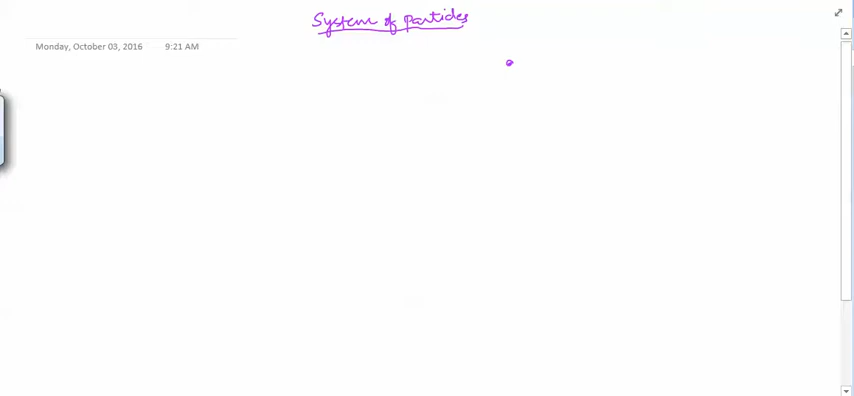 System of particles
Monday, October 03, 2016 9:21 AM